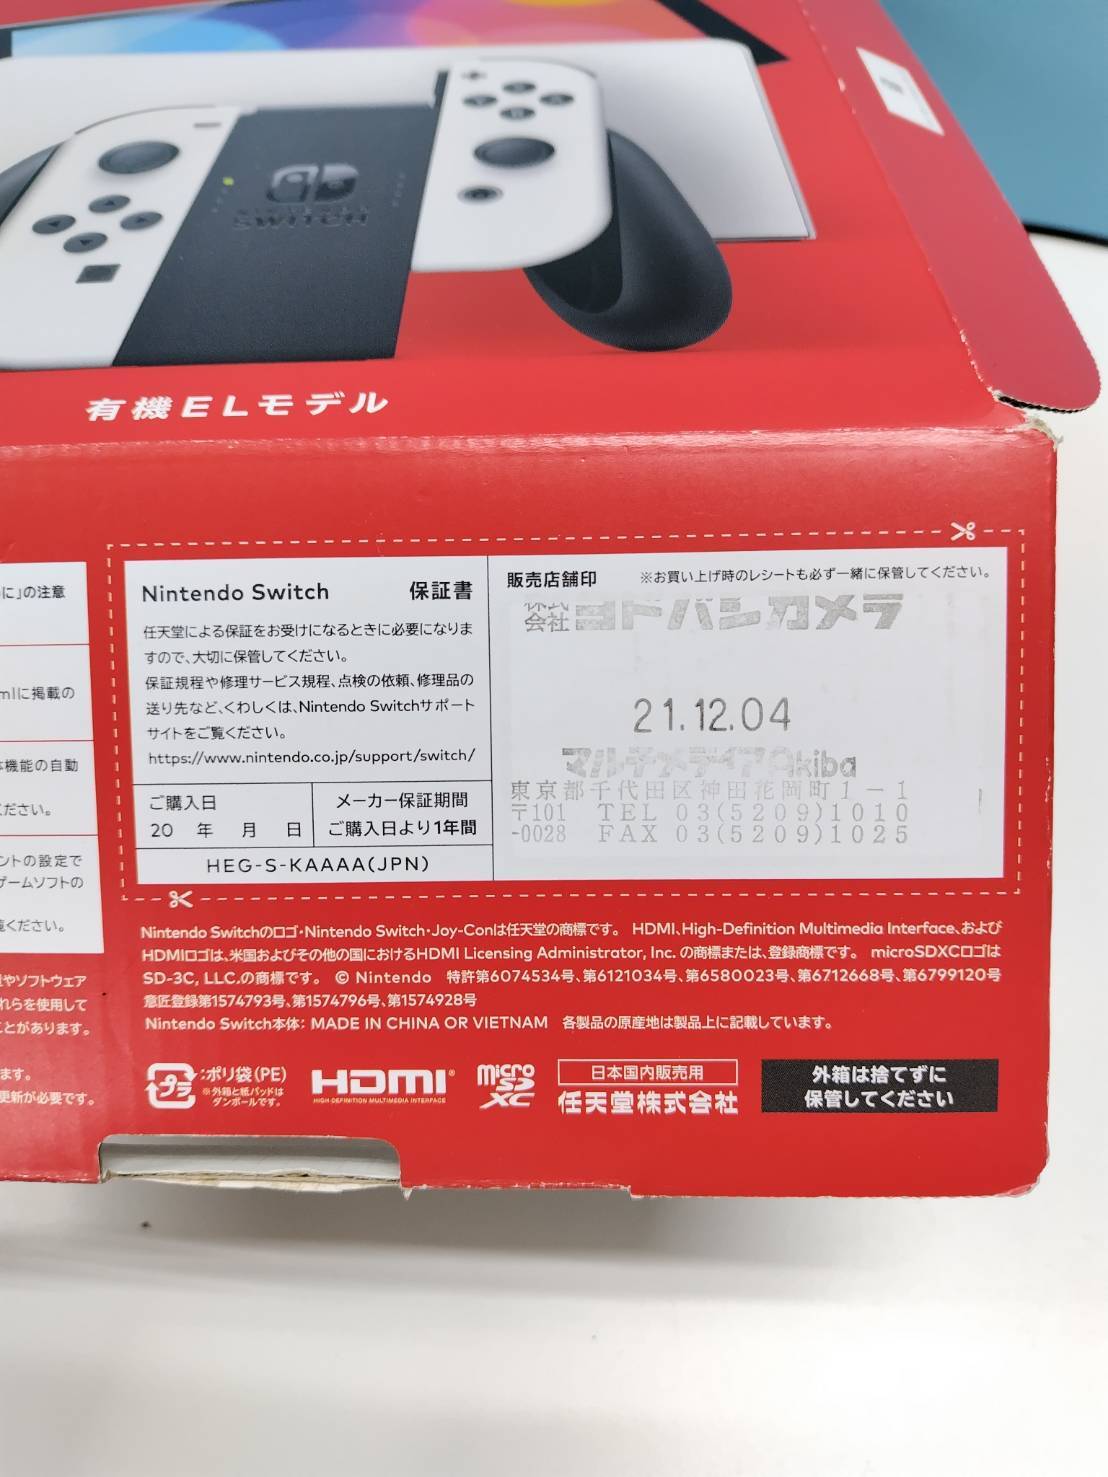 NINTENDO
SWITCH
有機ELモデル
に」の注意
mlに掲載の
機能の自動
ださい。
ントの設定で
ゲームソフトの
覧ください。
やソフトウェア
れらを使用して
ことがあります。
ます。
更新が必要です。
Nintendo Switch 保証書
任天堂による保証をお受けになるときに必要になりま
すので、大切に保管してください。
保証規程や修理サービス規程、点検の依頼、修理品の
送り先など、くわしくは、Nintendo Switchサポート
サイトをご覧ください。
https://www.nintendo.co.jp/support/switch/
ご購入日
20 年 月 日
メーカー保証期間
ご購入日より1年間
HEG-S-KAAAA(JPN)
販売店舗印 ※お買い上げ時のレシートも必ず一緒に保管してください。
株式会社ヨドバシカメラ
21.12.04
マルチメディアAkiba
東京都千代田区神田花岡町1-1
〒101 TEL 03(5209)1010
-0028 FAX 03(5209)1025
Nintendo Switchのロゴ・Nintendo Switch・Joy-Conは任天堂の商標です。 HDMI、High-Definition Multimedia Interface、および
HDMIロゴは、米国およびその他の国におけるHDMI Licensing Administrator, Inc. の商標または、登録商標です。 microSDXCロゴは
SD-3C, LLC.の商標です。 © Nintendo 特許第6074534号、第6121034号、第6580023号、第6712668号、第6799120号
意匠登録第1574793号、第1574796号、第1574928号
Nintendo Switch本体: MADE IN CHINA OR VIETNAM 各製品の原産地は製品上に記載しています。
プラ :ポリ袋(PE)
※外箱と紙パッドは
ダンボールです。
HDMI
HIGH-DEFINITION MULTIMEDIA INTERFACE
micro
SD
XC
日本国内販売用
任天堂株式会社
外箱は捨てずに
保管してください